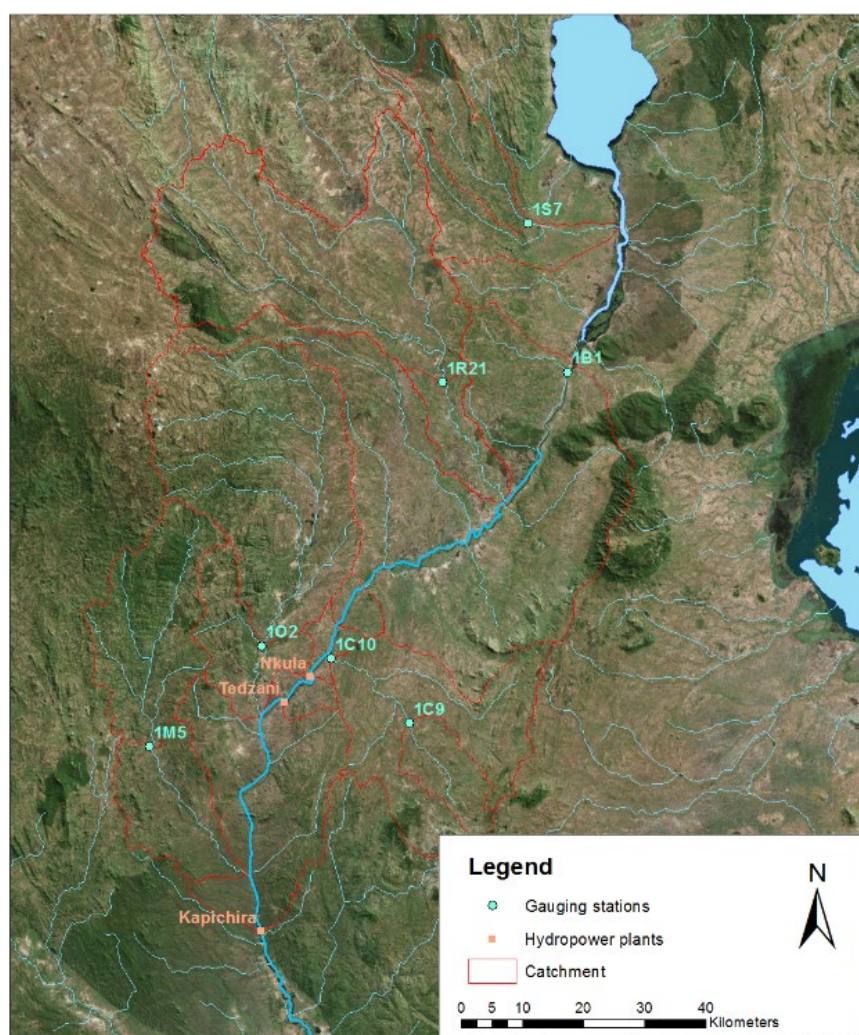 1S7
1B1
1R21
1O2
1C10
Nkula
Tedzani
1C9
1M5
Kapichira
Legend
Gauging stations
Hydropower plants
Catchment
N
0 5 10 20 30 40
Kilometers